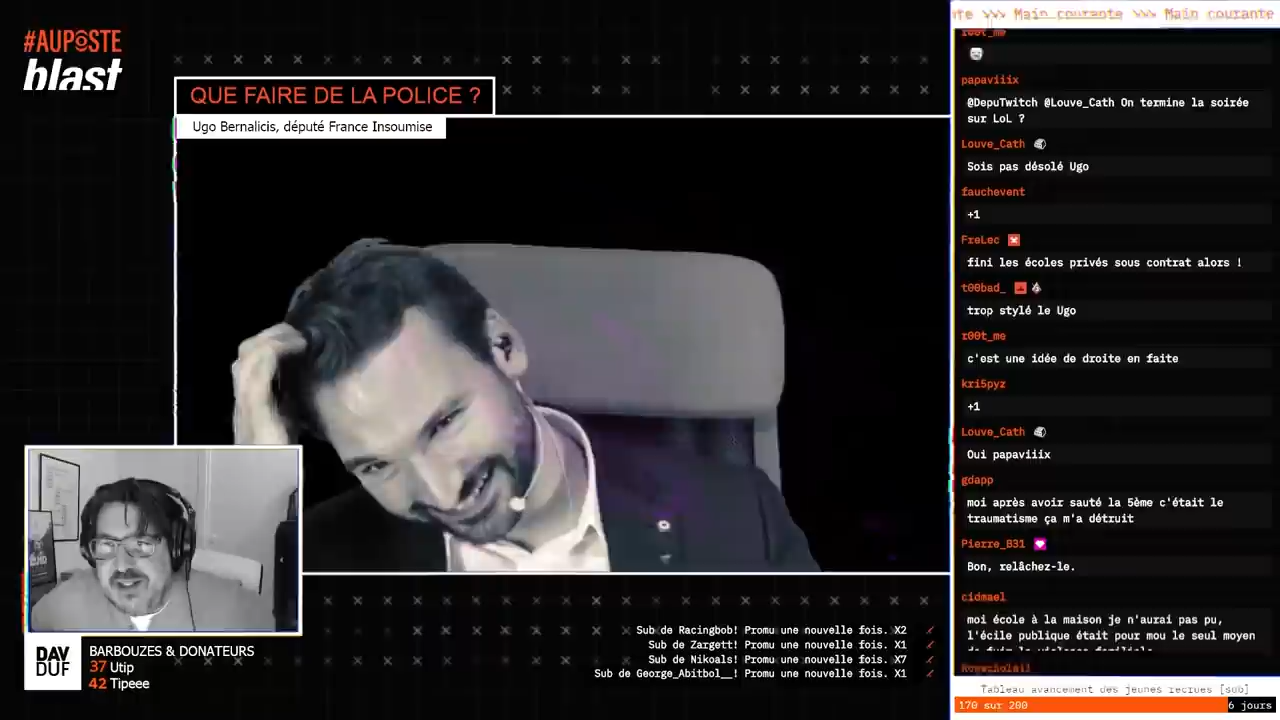 #AUPOSTE
blast
QUE FAIRE DE LA POLICE ?
Ugo Bernalicis, député France Insoumise
DAV
DUF
BARBOUZES & DONATEURS
37 Utip
42 Tipeee
Sub de Racingbob! Promu une nouvelle fois. X2
Sub de Zargett! Promu une nouvelle fois. X1
Sub de Nikoals! Promu une nouvelle fois. X7
Sub de George_Abitbol__! Promu une nouvelle fois. X1
te >>> Main courante >>> Main courante
r00t_me
papaviiix
@DepuTwitch @Louve_Cath On termine la soirée
sur LoL ?
Louve_Cath
Sois pas désolé Ugo
fauchevent
+1
FreLec
fini les écoles privés sous contrat alors !
t00bad_
trop stylé le Ugo
r00t_me
c'est une idée de droite en faite
kri5pyz
+1
Louve_Cath
Oui papaviiix
gdapp
moi après avoir sauté la 5ème c'était le
traumatisme ça m'a détruit
Pierre_B31
Bon, relâchez-le.
cidmael
moi école à la maison je n'aurai pas pu,
l'écile publique était pour mou le seul moyen
de fuir la violence familiale
Tableau avancement des jeunes recrues [sub]
170 sur 200
6 jours